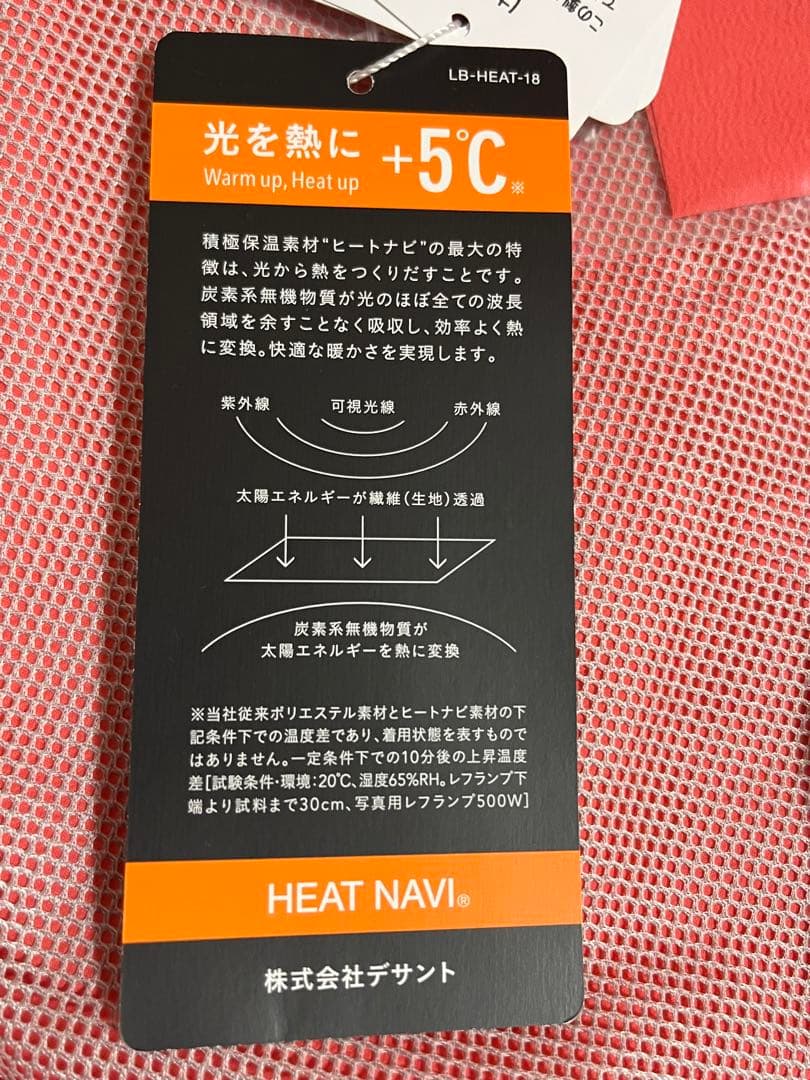 LB-HEAT-18
光を熱に +5℃※
Warm up, Heat up
積極保温素材“ヒートナビ”の最大の特
徴は、光から熱をつくりだすことです。
炭素系無機物質が光のほぼ全ての波長
領域を余すことなく吸収し、効率よく熱
に変換。快適な暖かさを実現します。
紫外線 可視光線 赤外線
太陽エネルギーが繊維(生地)透過
炭素系無機物質が
太陽エネルギーを熱に変換
※当社従来ポリエステル素材とヒートナビ素材の下
記条件下での温度差であり、着用状態を表すもので
はありません。一定条件下での10分後の上昇温度
差[試験条件・環境:20℃、湿度65%RH。レフランプ下
端より試料まで30cm、写真用レフランプ500W]
HEAT NAVI®
株式会社デサント